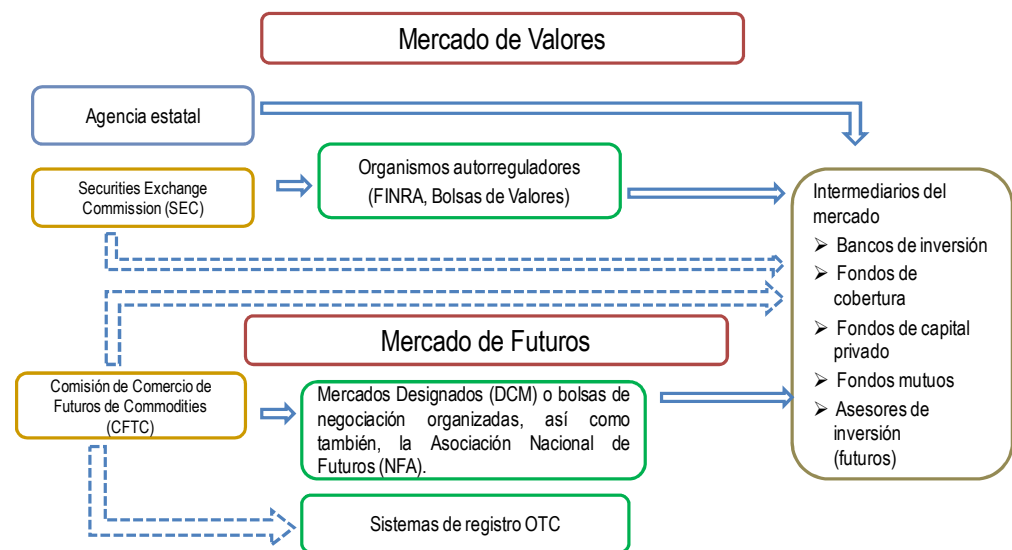 Mercado de Valores
Agencia estatal
Securities Exchange
Commission (SEC)
Organismos autorreguladores
(FINRA, Bolsas de Valores)
Intermediarios del
mercado
➢ Bancos de inversión
➢ Fondos de
cobertura
➢ Fondos de capital
privado
➢ Fondos mutuos
➢ Asesores de
inversión
(futuros)
Mercado de Futuros
Comisión de Comercio de
Futuros de Commodities
(CFTC)
Mercados Designados (DCM) o bolsas de
negociación organizadas, así como
también, la Asociación Nacional de
Futuros (NFA).
Sistemas de registro OTC